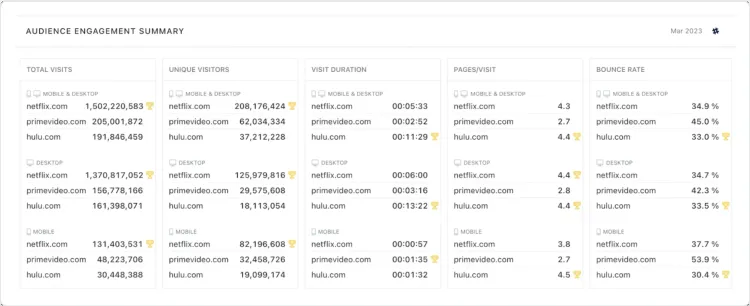 AUDIENCE ENGAGEMENT SUMMARY
Mar 2023
TOTAL VISITS
MOBILE & DESKTOP
netflix.com 1,502,220,583
primevideo.com 205,001,872
hulu.com 191,846,459
DESKTOP
netflix.com 1,370,817,052
primevideo.com 156,778,166
hulu.com 161,398,071
MOBILE
netflix.com 131,403,531
primevideo.com 48,223,706
hulu.com 30,448,388
UNIQUE VISITORS
MOBILE & DESKTOP
netflix.com 208,176,424
primevideo.com 62,034,334
hulu.com 37,212,228
DESKTOP
netflix.com 125,979,816
primevideo.com 29,575,608
hulu.com 18,113,054
MOBILE
netflix.com 82,196,608
primevideo.com 32,458,726
hulu.com 19,099,174
VISIT DURATION
MOBILE & DESKTOP
netflix.com 00:05:33
primevideo.com 00:02:52
hulu.com 00:11:29
DESKTOP
netflix.com 00:06:00
primevideo.com 00:03:16
hulu.com 00:13:22
MOBILE
netflix.com 00:00:57
primevideo.com 00:01:35
hulu.com 00:01:32
PAGES/VISIT
MOBILE & DESKTOP
netflix.com 4.3
primevideo.com 2.7
hulu.com 4.4
DESKTOP
netflix.com 4.4
primevideo.com 2.8
hulu.com 4.4
MOBILE
netflix.com 3.8
primevideo.com 2.7
hulu.com 4.5
BOUNCE RATE
MOBILE & DESKTOP
netflix.com 34.9 %
primevideo.com 45.0 %
hulu.com 33.0 %
DESKTOP
netflix.com 34.7 %
primevideo.com 42.3 %
hulu.com 33.5 %
MOBILE
netflix.com 37.7 %
primevideo.com 53.9 %
hulu.com 30.4 %